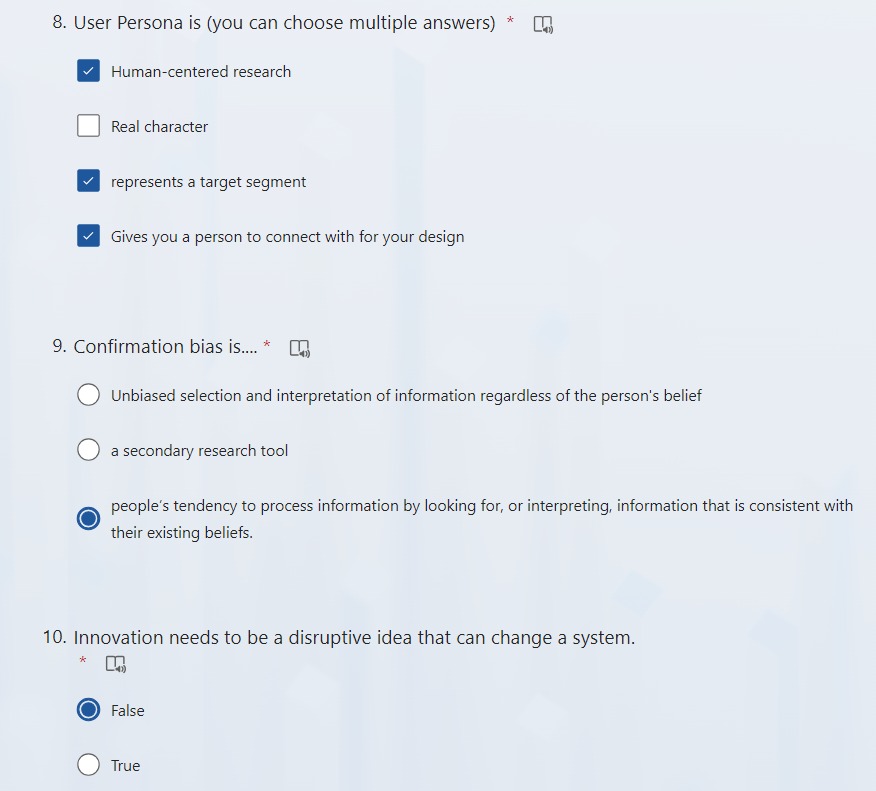 8. User Persona is (you can choose multiple answers) *
Human-centered research
Real character
represents a target segment
Gives you a person to connect with for your design
9. Confirmation bias is.... *
Unbiased selection and interpretation of information regardless of the person's belief
a secondary research tool
people's tendency to process information by looking for, or interpreting, information that is consistent with
their existing beliefs.
10. Innovation needs to be a disruptive idea that can change a system.
*
False
True